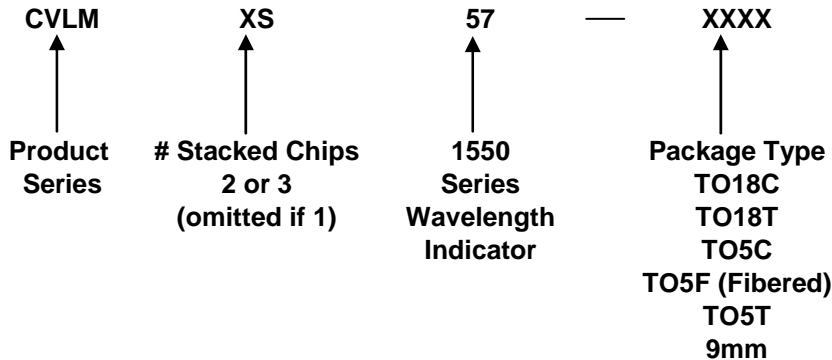 CVLM XS 57 — XXXX
Product Series
# Stacked Chips
2 or 3
(omitted if 1)
1550
Series
Wavelength
Indicator
Package Type
TO18C
TO18T
TO5C
TO5F (Fibered)
TO5T
9mm